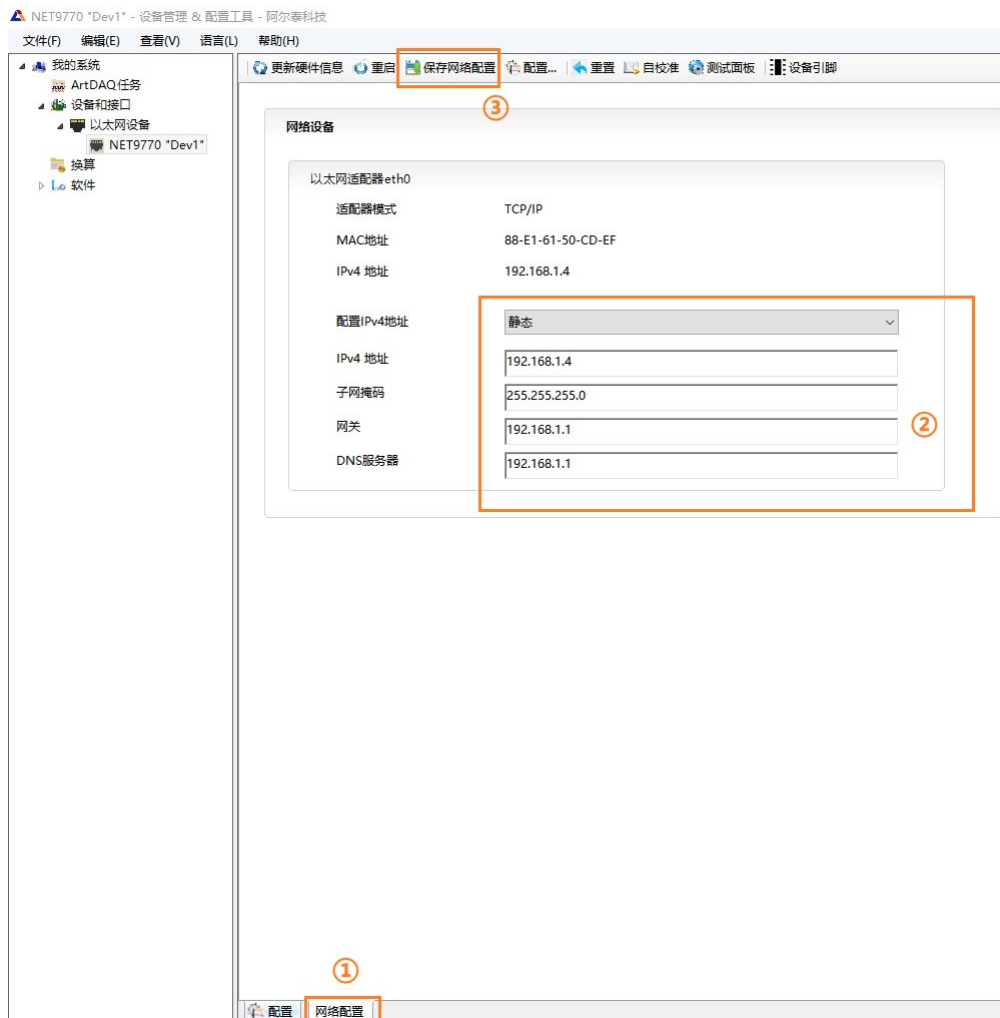 NET9770 "Dev1" - 设备管理 & 配置工具 - 阿尔泰科技
文件(F) 编辑(E) 查看(V) 语言(L) 帮助(H)
我的系统
ArtDAQ任务
设备和接口
以太网设备
NET9770 "Dev1"
换算
软件
更新硬件信息 重启 保存网络配置 配置... 重置 自校准 测试面板 设备引脚
③
网络设备
以太网适配器eth0
适配器模式 TCP/IP
MAC地址 88-E1-61-50-CD-EF
IPv4 地址 192.168.1.4
配置IPv4地址 静态
IPv4 地址 192.168.1.4
子网掩码 255.255.255.0
网关 192.168.1.1
②
DNS服务器 192.168.1.1
①
配置 网络配置